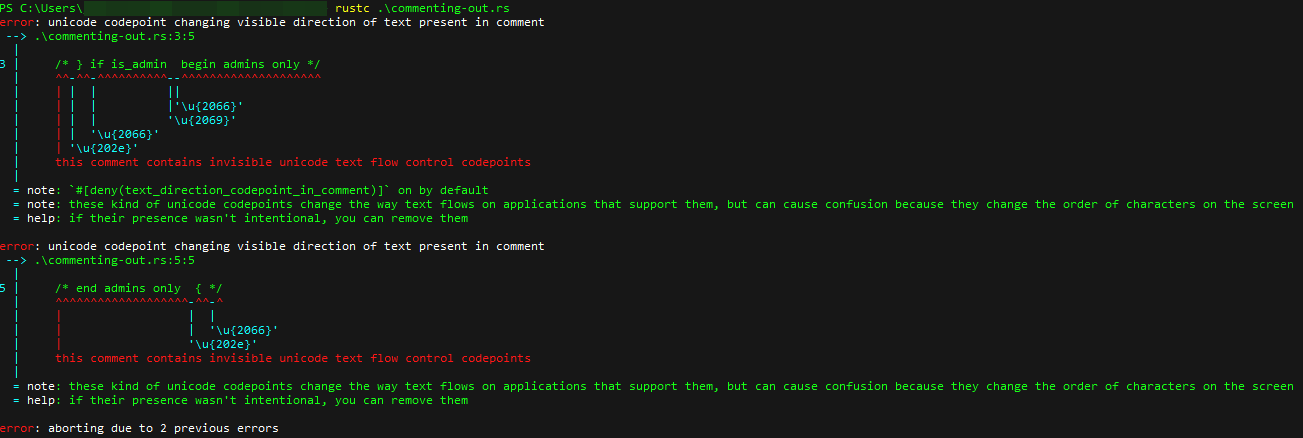 PS C:\Users\ rustc .\commenting-out.rs
error: unicode codepoint changing visible direction of text present in comment
 --> .\commenting-out.rs:3:5
  |
3 |     /* } if is_admin  begin admins only */
  |     ^^-^^-^^^^^^^^^^--^^^^^^^^^^^^^^^^^^^^
  |     | |  |          ||
  |     | |  |          |'\u{2066}'
  |     | |  |          '\u{2069}'
  |     | |  '\u{2066}'
  |     | '\u{202e}'
  |     this comment contains invisible unicode text flow control codepoints
  |
  = note: `#[deny(text_direction_codepoint_in_comment)]` on by default
  = note: these kind of unicode codepoints change the way text flows on applications that support them, but can cause confusion because they change the order of characters on the screen
  = help: if their presence wasn't intentional, you can remove them
error: unicode codepoint changing visible direction of text present in comment
 --> .\commenting-out.rs:5:5
  |
5 |     /* end admins only  { */
  |     ^^^^^^^^^^^^^^^^^^^-^^-^
  |     |                  |  |
  |     |                  |  '\u{2066}'
  |     |                  '\u{202e}'
  |     this comment contains invisible unicode text flow control codepoints
  |
  = note: these kind of unicode codepoints change the way text flows on applications that support them, but can cause confusion because they change the order of characters on the screen
  = help: if their presence wasn't intentional, you can remove them
error: aborting due to 2 previous errors